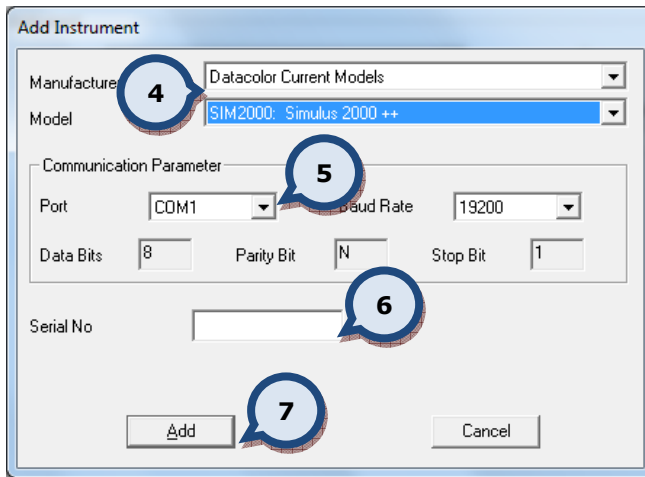 Add Instrument
Manufacture Datacolor Current Models
4
Model SIM2000: Simulus 2000 ++
Communication Parameter
5
Port COM1 Baud Rate 19200
Data Bits 8 Parity Bit N Stop Bit 1
6
Serial No
7
Add Cancel